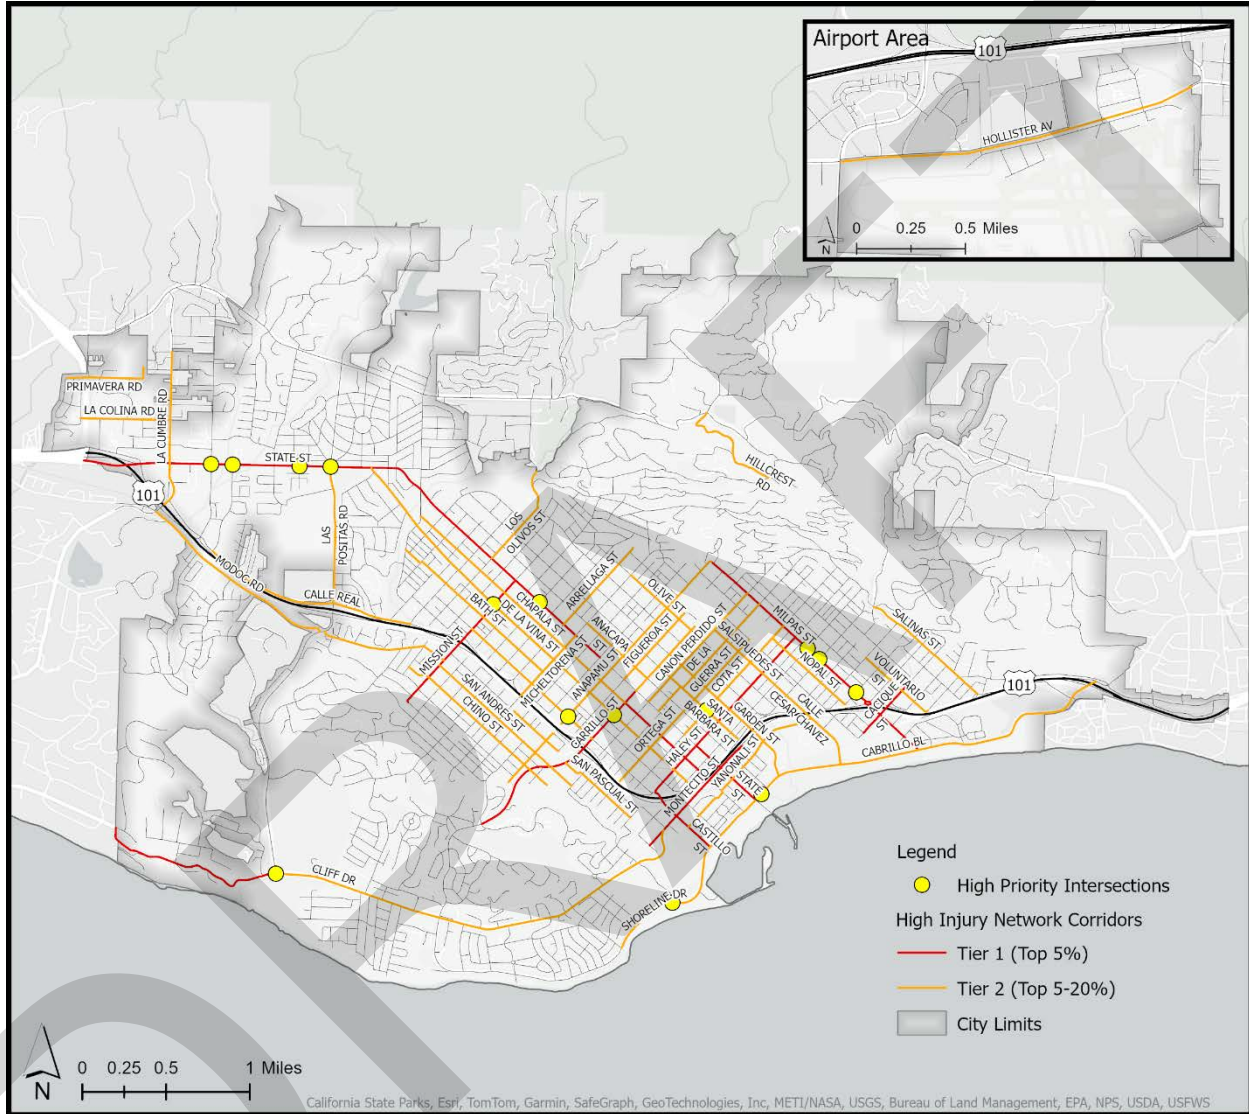 Airport Area
101
HOLLISTER AV
0 0.25 0.5 Miles
N
PRIMAVERA RD
LA COLINA RD
LA CUMBRE RD
STATE ST
101
LAS
POSITAS RD
MODOC RD
CALLE REAL
HILLCREST
RD
LOS
OLIVOS ST
ARRELLAGA ST
MISSION ST
BATH ST
DE LA VINA ST
CHAPALA ST
ANACAPA
ST
MICHELTORENA ST
ANAPAMU ST
FIGUEROA ST
OLIVE ST
CANON PERDIDO ST
DE LA
GUERRA ST
SALSIPUEDES ST
COTA ST
MILPAS ST
NOPAL ST
SALINAS ST
VOLUNTARIO
ST
CACIQUE
ST
CALLE
CESAR CHAVEZ
101
CABRILLO BL
SAN ANDRES ST
CHINO ST
CARRILLO ST
SAN PASCUAL ST
ORTEGA ST
HALEY ST
SANTA
BARBARA ST
GARDEN ST
YANONALI ST
MONTECITO ST
STATE
ST
CASTILLO
ST
CLIFF DR
SHORELINE DR
Legend
High Priority Intersections
High Injury Network Corridors
Tier 1 (Top 5%)
Tier 2 (Top 5-20%)
City Limits
N
0 0.25 0.5 1 Miles
California State Parks, Esri, TomTom, Garmin, SafeGraph, GeoTechnologies, Inc, METI/NASA, USGS, Bureau of Land Management, EPA, NPS, USDA, USFWS
DRAFT